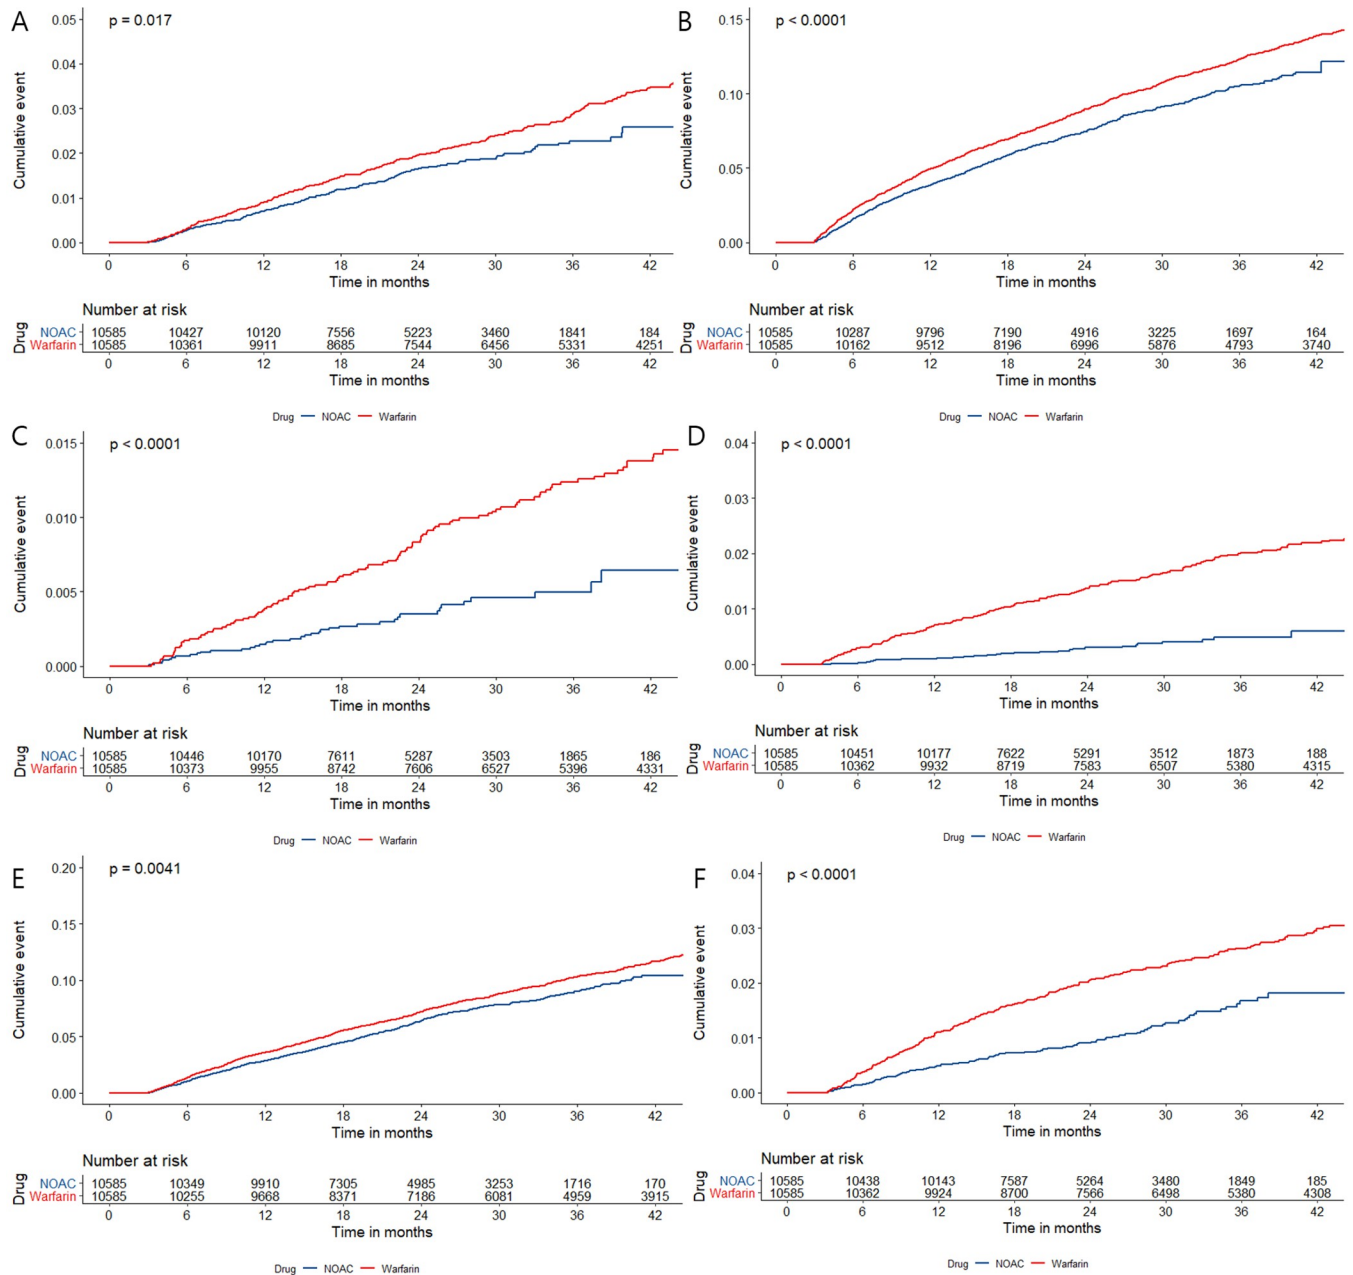 A
p = 0.017
Cumulative event
0.05
0.04
0.03
0.02
0.01
0.00
0 6 12 18 24 30 36 42
Time in months
Number at risk
Drug
NOAC 10585 10427 10120 7556 5223 3460 1841 184
Warfarin 10585 10361 9911 8685 7544 6456 5331 4251
0 6 12 18 24 30 36 42
Time in months
Drug NOAC Warfarin
B
p < 0.0001
Cumulative event
0.15
0.10
0.05
0.00
0 6 12 18 24 30 36 42
Time in months
Number at risk
Drug
NOAC 10585 10287 9796 7190 4916 3225 1697 164
Warfarin 10585 10162 9512 8196 6996 5876 4793 3740
0 6 12 18 24 30 36 42
Time in months
Drug NOAC Warfarin
C
p < 0.0001
Cumulative event
0.015
0.010
0.005
0.000
0 6 12 18 24 30 36 42
Time in months
Number at risk
Drug
NOAC 10585 10446 10170 7611 5287 3503 1865 186
Warfarin 10585 10373 9955 8742 7606 6527 5396 4331
0 6 12 18 24 30 36 42
Time in months
Drug NOAC Warfarin
D
p < 0.0001
Cumulative event
0.04
0.03
0.02
0.01
0.00
0 6 12 18 24 30 36 42
Time in months
Number at risk
Drug
NOAC 10585 10451 10177 7622 5291 3512 1873 188
Warfarin 10585 10362 9932 8719 7583 6507 5380 4315
0 6 12 18 24 30 36 42
Time in months
Drug NOAC Warfarin
E
p = 0.0041
Cumulative event
0.20
0.15
0.10
0.05
0.00
0 6 12 18 24 30 36 42
Time in months
Number at risk
Drug
NOAC 10585 10349 9910 7305 4985 3253 1716 170
Warfarin 10585 10255 9668 8371 7186 6081 4959 3915
0 6 12 18 24 30 36 42
Time in months
Drug NOAC Warfarin
F
p < 0.0001
Cumulative event
0.04
0.03
0.02
0.01
0.00
0 6 12 18 24 30 36 42
Time in months
Number at risk
Drug
NOAC 10585 10438 10143 7587 5264 3480 1849 185
Warfarin 10585 10362 9924 8700 7566 6498 5380 4308
0 6 12 18 24 30 36 42
Time in months
Drug NOAC Warfarin